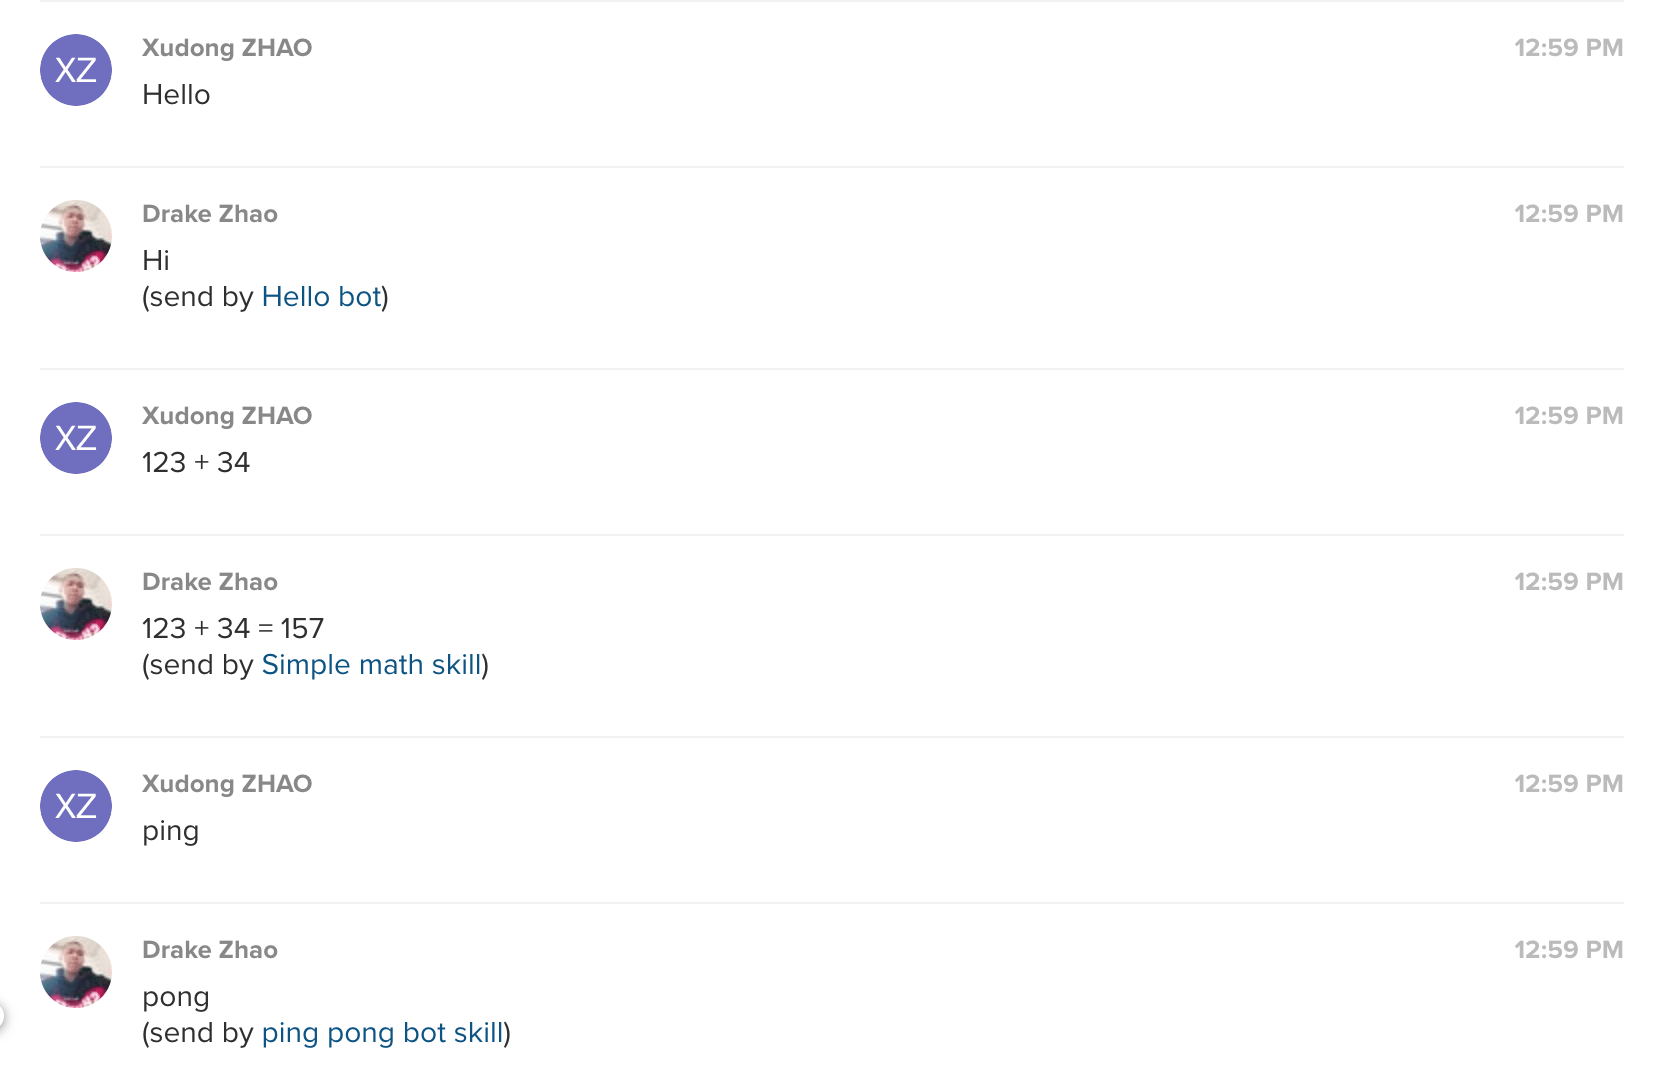 XZ
Xudong ZHAO
12:59 PM
Hello
Drake Zhao
12:59 PM
Hi
(send by Hello bot)
XZ
Xudong ZHAO
12:59 PM
123 + 34
Drake Zhao
12:59 PM
123 + 34 = 157
(send by Simple math skill)
XZ
Xudong ZHAO
12:59 PM
ping
Drake Zhao
12:59 PM
pong
(send by ping pong bot skill)